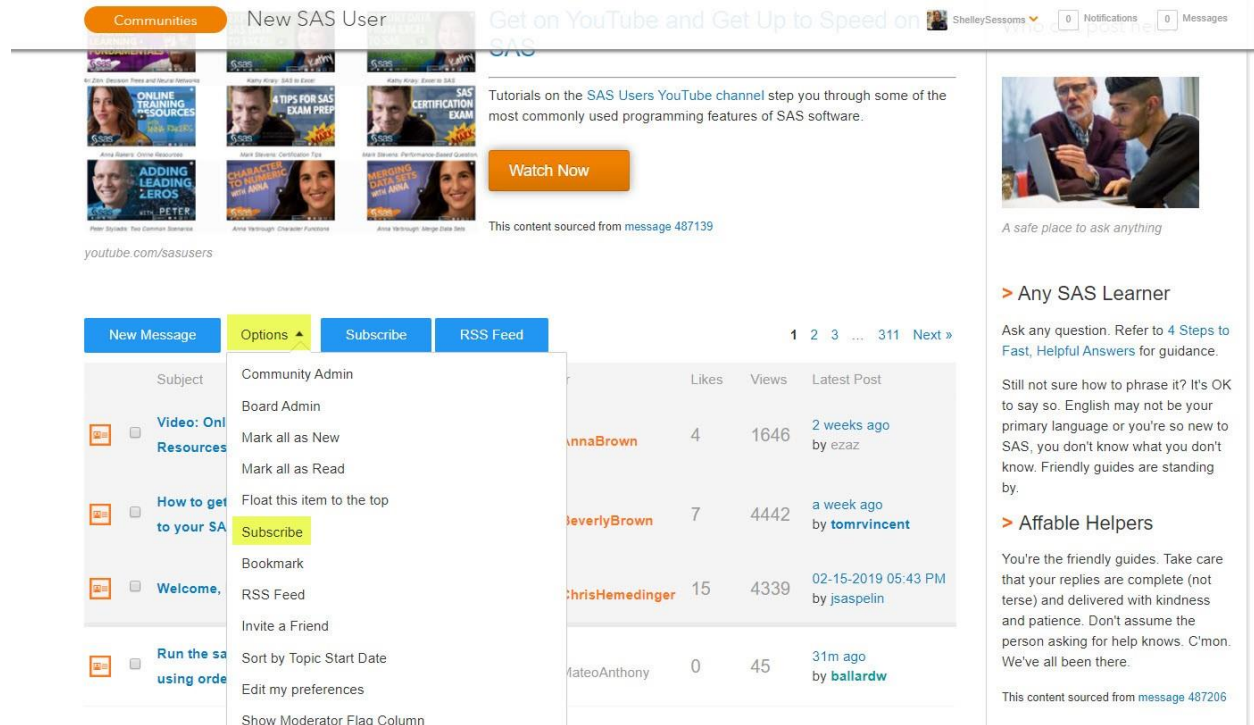 Communities
New SAS User
ShelleySessoms
0 Notifications
0 Messages
Get on YouTube and Get Up to Speed on
SAS
Kathy Kiraly: SAS to Excel
Kathy Kiraly: Excel to SAS
ONLINE
TRAINING
RESOURCES
4 TIPS FOR SAS
EXAM PREP
SAS
CERTIFICATION
EXAM
Mark Stevens: Certification Tips
Mark Stevens: Performance-Based Question
ADDING
LEADING
ZEROS
WITH PETER
CHARACTER
TO NUMERIC
WITH ANNA
MERGING
DATA SETS
WITH ANNA
Anna Yarbrough: Character Functions
Anna Yarbrough: Merge Data Sets
youtube.com/sasusers
Tutorials on the SAS Users YouTube channel step you through some of the
most commonly used programming features of SAS software.
Watch Now
This content sourced from message 487139
New Message
Options
Subscribe
RSS Feed
1 2 3 ... 311 Next »
Subject
Likes
Views
Latest Post
Community Admin
Board Admin
Mark all as New
Mark all as Read
Float this item to the top
Subscribe
Bookmark
RSS Feed
Invite a Friend
Sort by Topic Start Date
Edit my preferences
Show Moderator Flag Column
Video: Onl
Resources
AnnaBrown
4
1646
2 weeks ago
by ezaz
How to get
to your SA
BeverlyBrown
7
4442
a week ago
by tomrvincent
Welcome,
ChrisHemedinger
15
4339
02-15-2019 05:43 PM
by jsaspelin
Run the sa
using orde
MateoAnthony
0
45
31m ago
by ballardw
A safe place to ask anything
> Any SAS Learner
Ask any question. Refer to 4 Steps to
Fast, Helpful Answers for guidance.
Still not sure how to phrase it? It's OK
to say so. English may not be your
primary language or you're so new to
SAS, you don't know what you don't
know. Friendly guides are standing
by.
> Affable Helpers
You're the friendly guides. Take care
that your replies are complete (not
terse) and delivered with kindness
and patience. Don't assume the
person asking for help knows. C'mon.
We've all been there.
This content sourced from message 487206